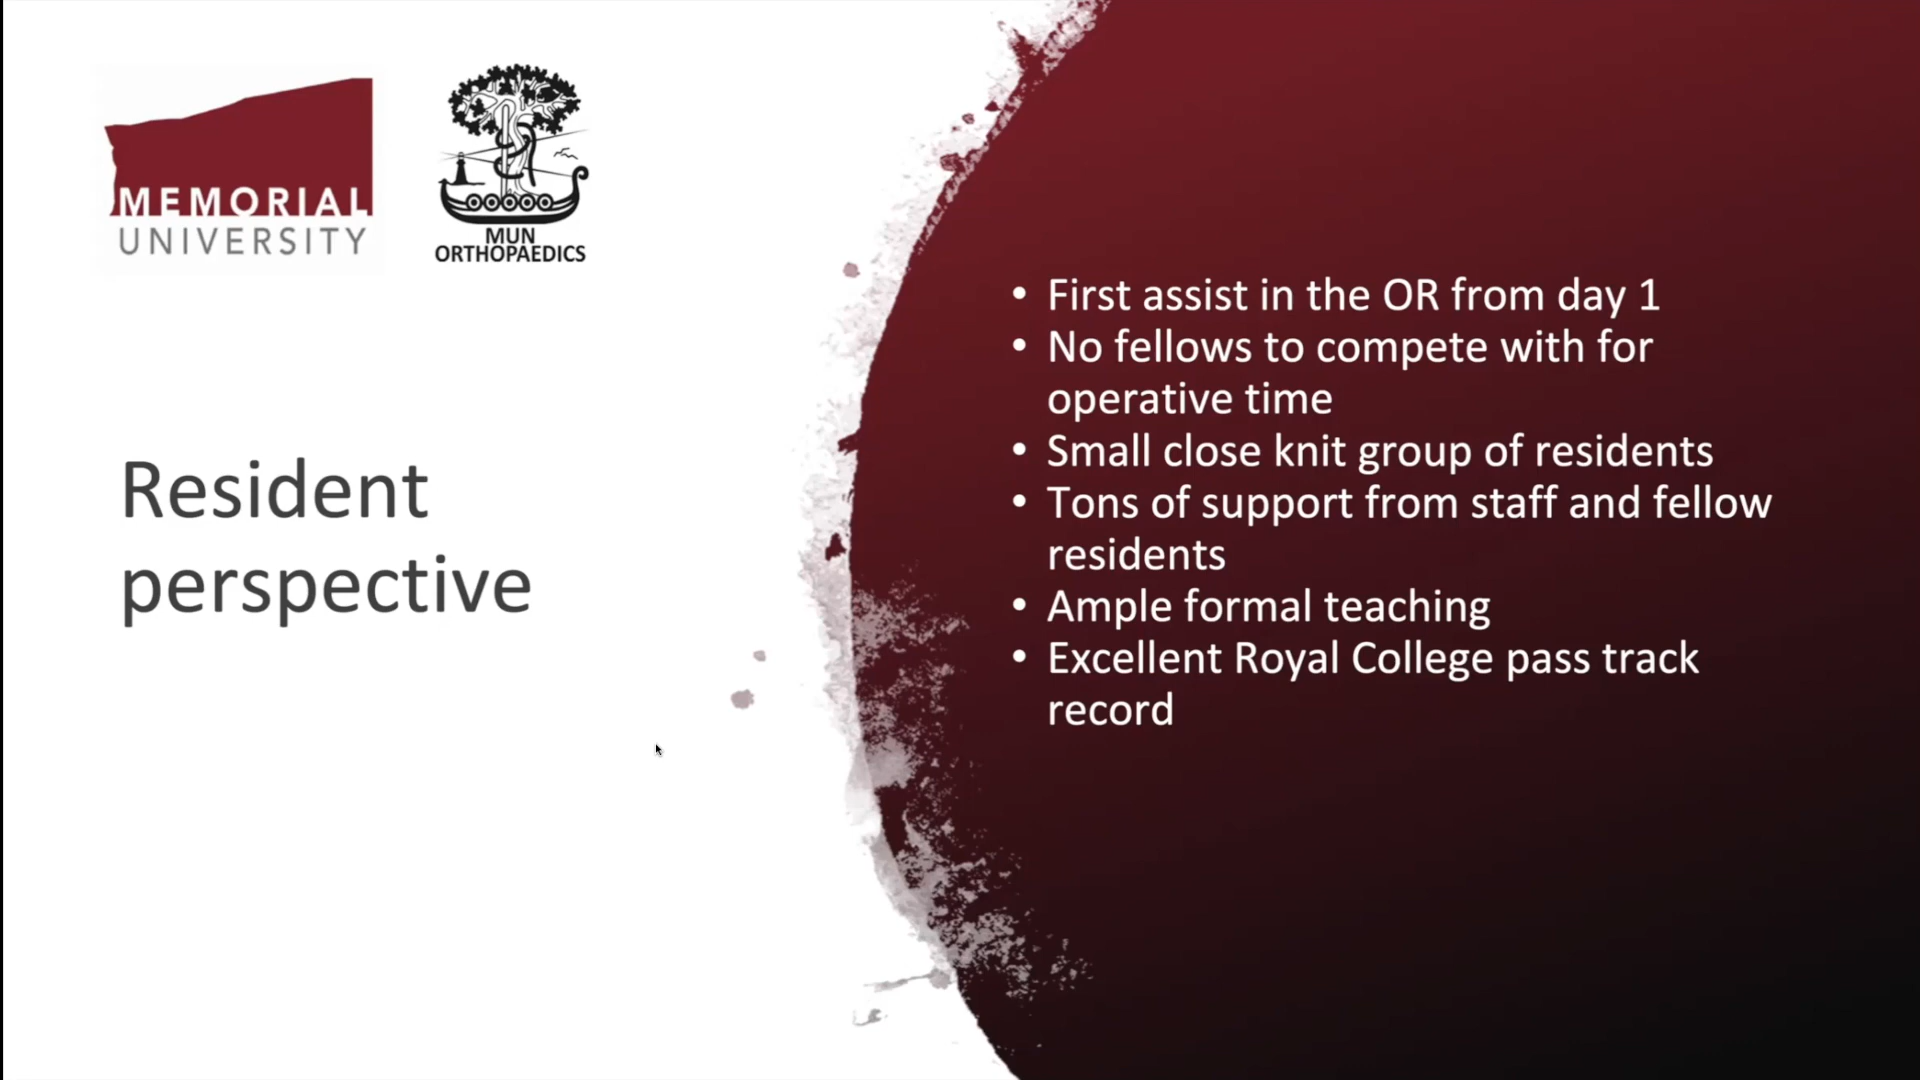 MEMORIAL
UNIVERSITY
MUN
ORTHOPAEDICS
Resident
perspective
• First assist in the OR from day 1
• No fellows to compete with for
operative time
• Small close knit group of residents
• Tons of support from staff and fellow
residents
• Ample formal teaching
• Excellent Royal College pass track
record